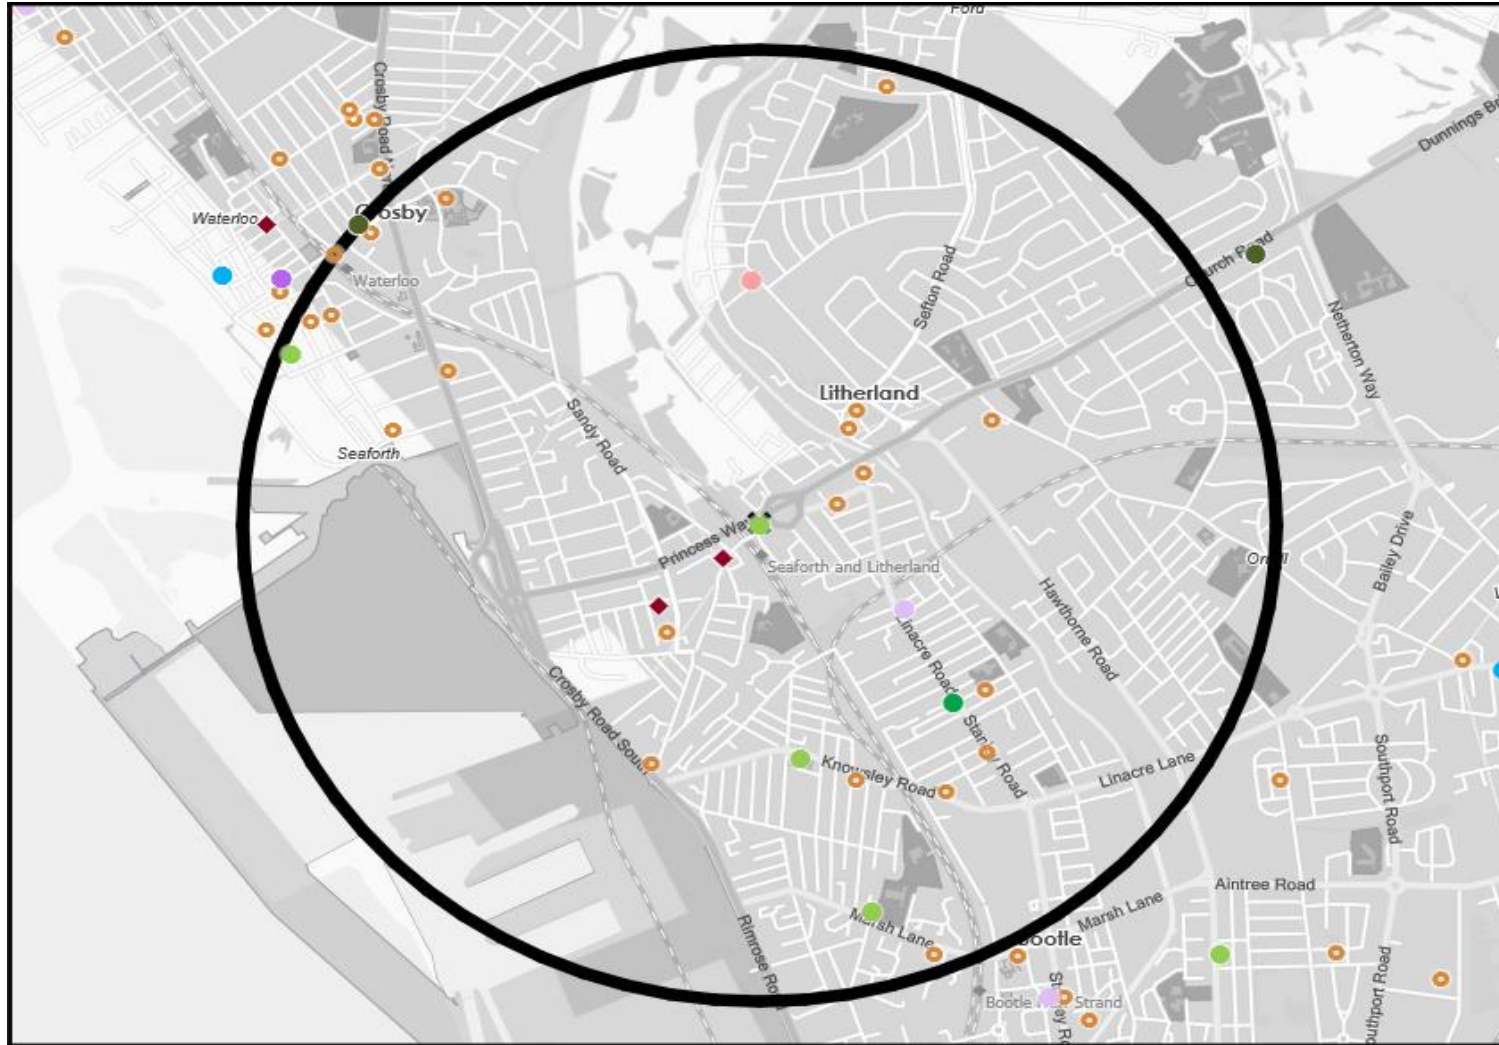 Ford
Crosby Road
Dunnings
Waterloo
Crosby
Church Road
Waterloo
Sefton Road
Netherton Way
Litherland
Sandy Road
Seaforth
Princess Way
Seaforth and Litherland
Bailey Drive
Hawthorne Road
Linacre Road
Crosby Road South
Stanley Road
Knowsley Road
Linacre Lane
Southport Road
Aintree Road
Marsh Lane
Marsh Lane
Bootle
Rimrose
Southport Road
Bootle
Strand